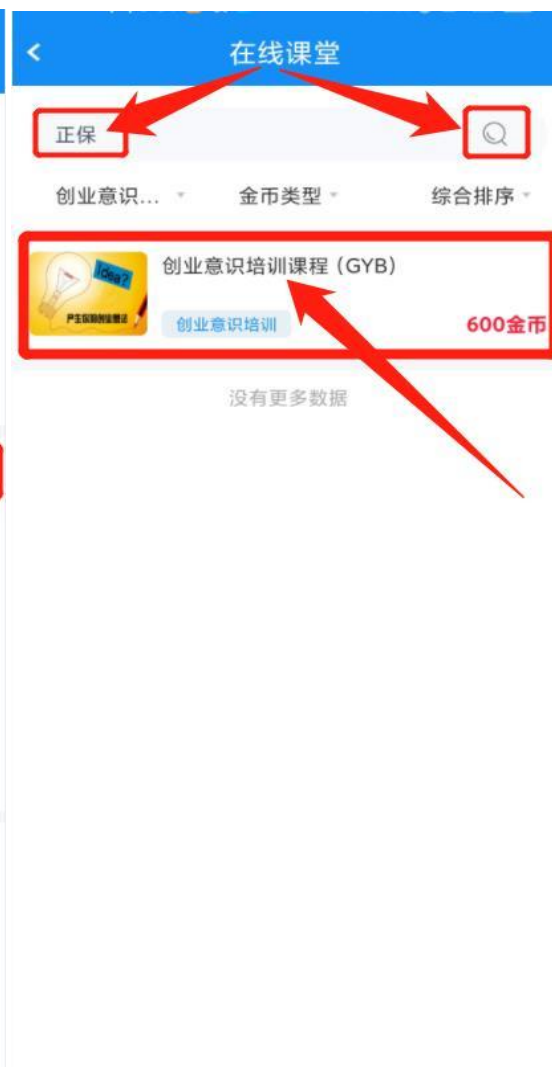 在线课堂
正保
创业意识... 金币类型 综合排序
创业意识培训课程（GYB）
Idea?
创业意识培训
600金币
没有更多数据